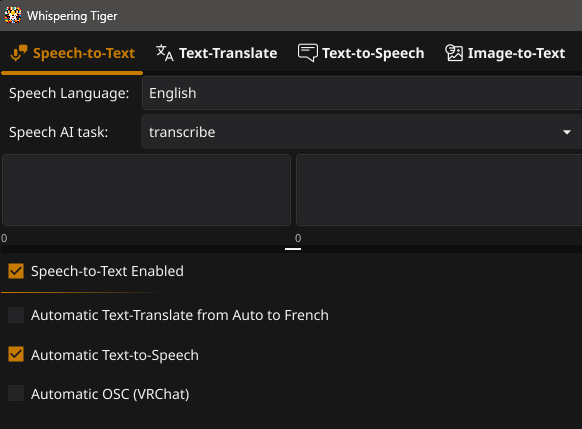 Whispering Tiger
Speech-to-Text Text-Translate Text-to-Speech Image-to-Text
Speech Language: English
Speech AI task: transcribe
0 0
Speech-to-Text Enabled
Automatic Text-Translate from Auto to French
Automatic Text-to-Speech
Automatic OSC (VRChat)